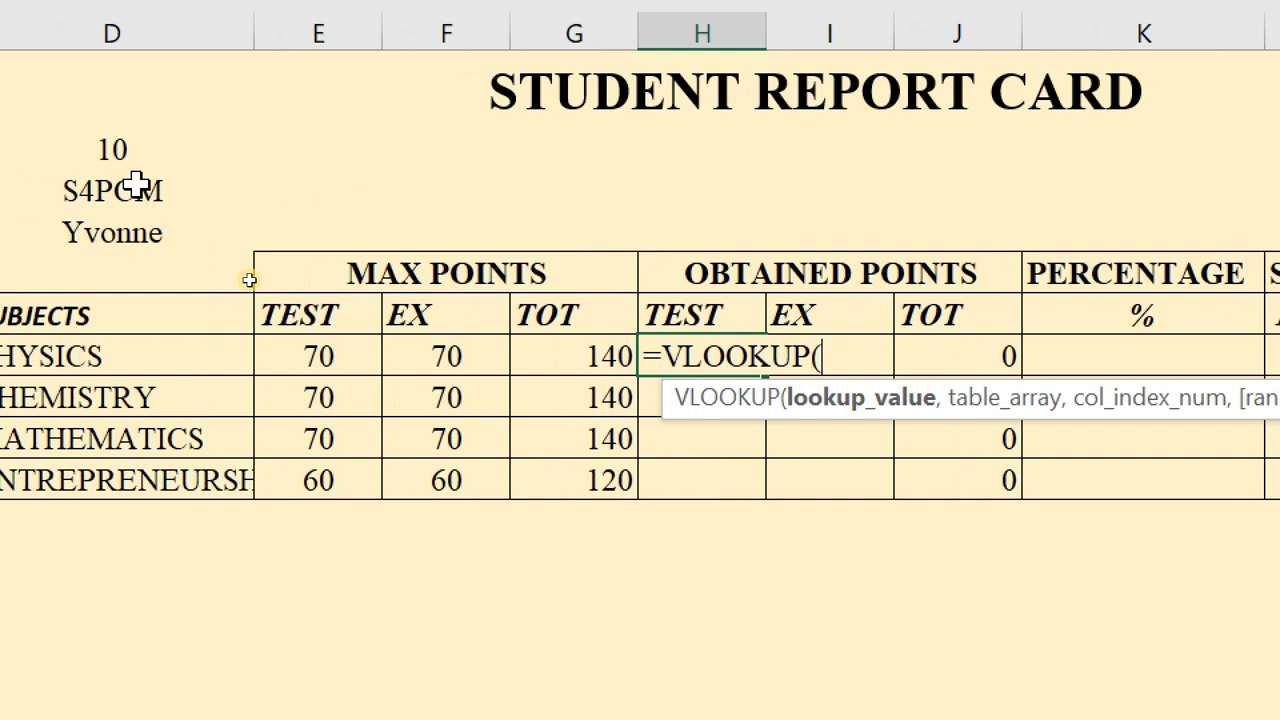 D E F G H I J K
STUDENT REPORT CARD
10
S4PCM
Yvonne
MAX POINTS OBTAINED POINTS PERCENTAGE S
UBJECTS TEST EX TOT TEST EX TOT %
HYSICS 70 70 140 =VLOOKUP( 0
HEMISTRY 70 70 140 VLOOKUP(lookup_value, table_array, col_index_num, [ran
MATHEMATICS 70 70 140 0
NTREPRENEURSH 60 60 120 0